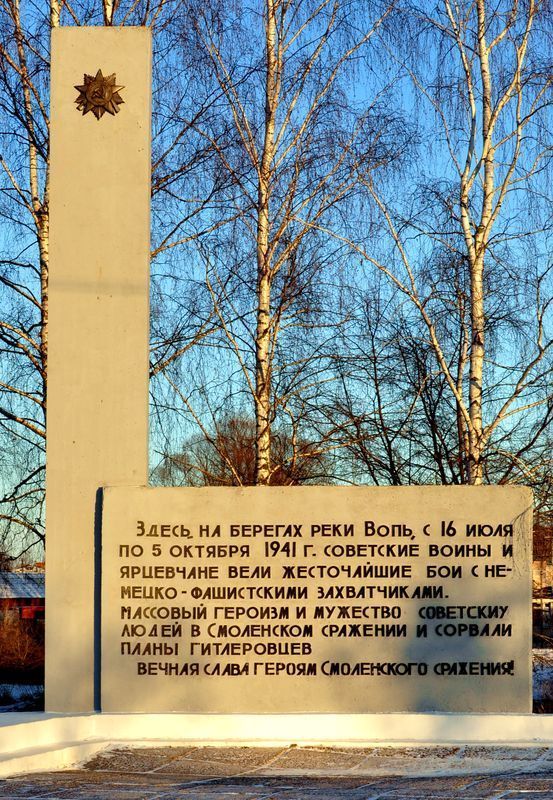 Здесь, на берегах реки Вопь, с 16 июля
по 5 октября 1941 г. советские воины и
ярцевчане вели жесточайшие бои с не-
мецко-фашистскими захватчиками.
массовый героизм и мужество советскиу
людей в Смоленском сражении и сорвали
планы гитлеровцев
вечная слава героям Смоленского сражения!